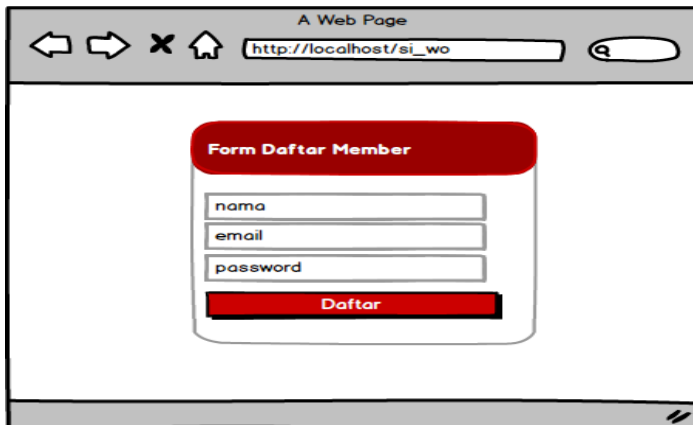 A Web Page
http://localhost/si_wo
Form Daftar Member
nama
email
password
Daftar